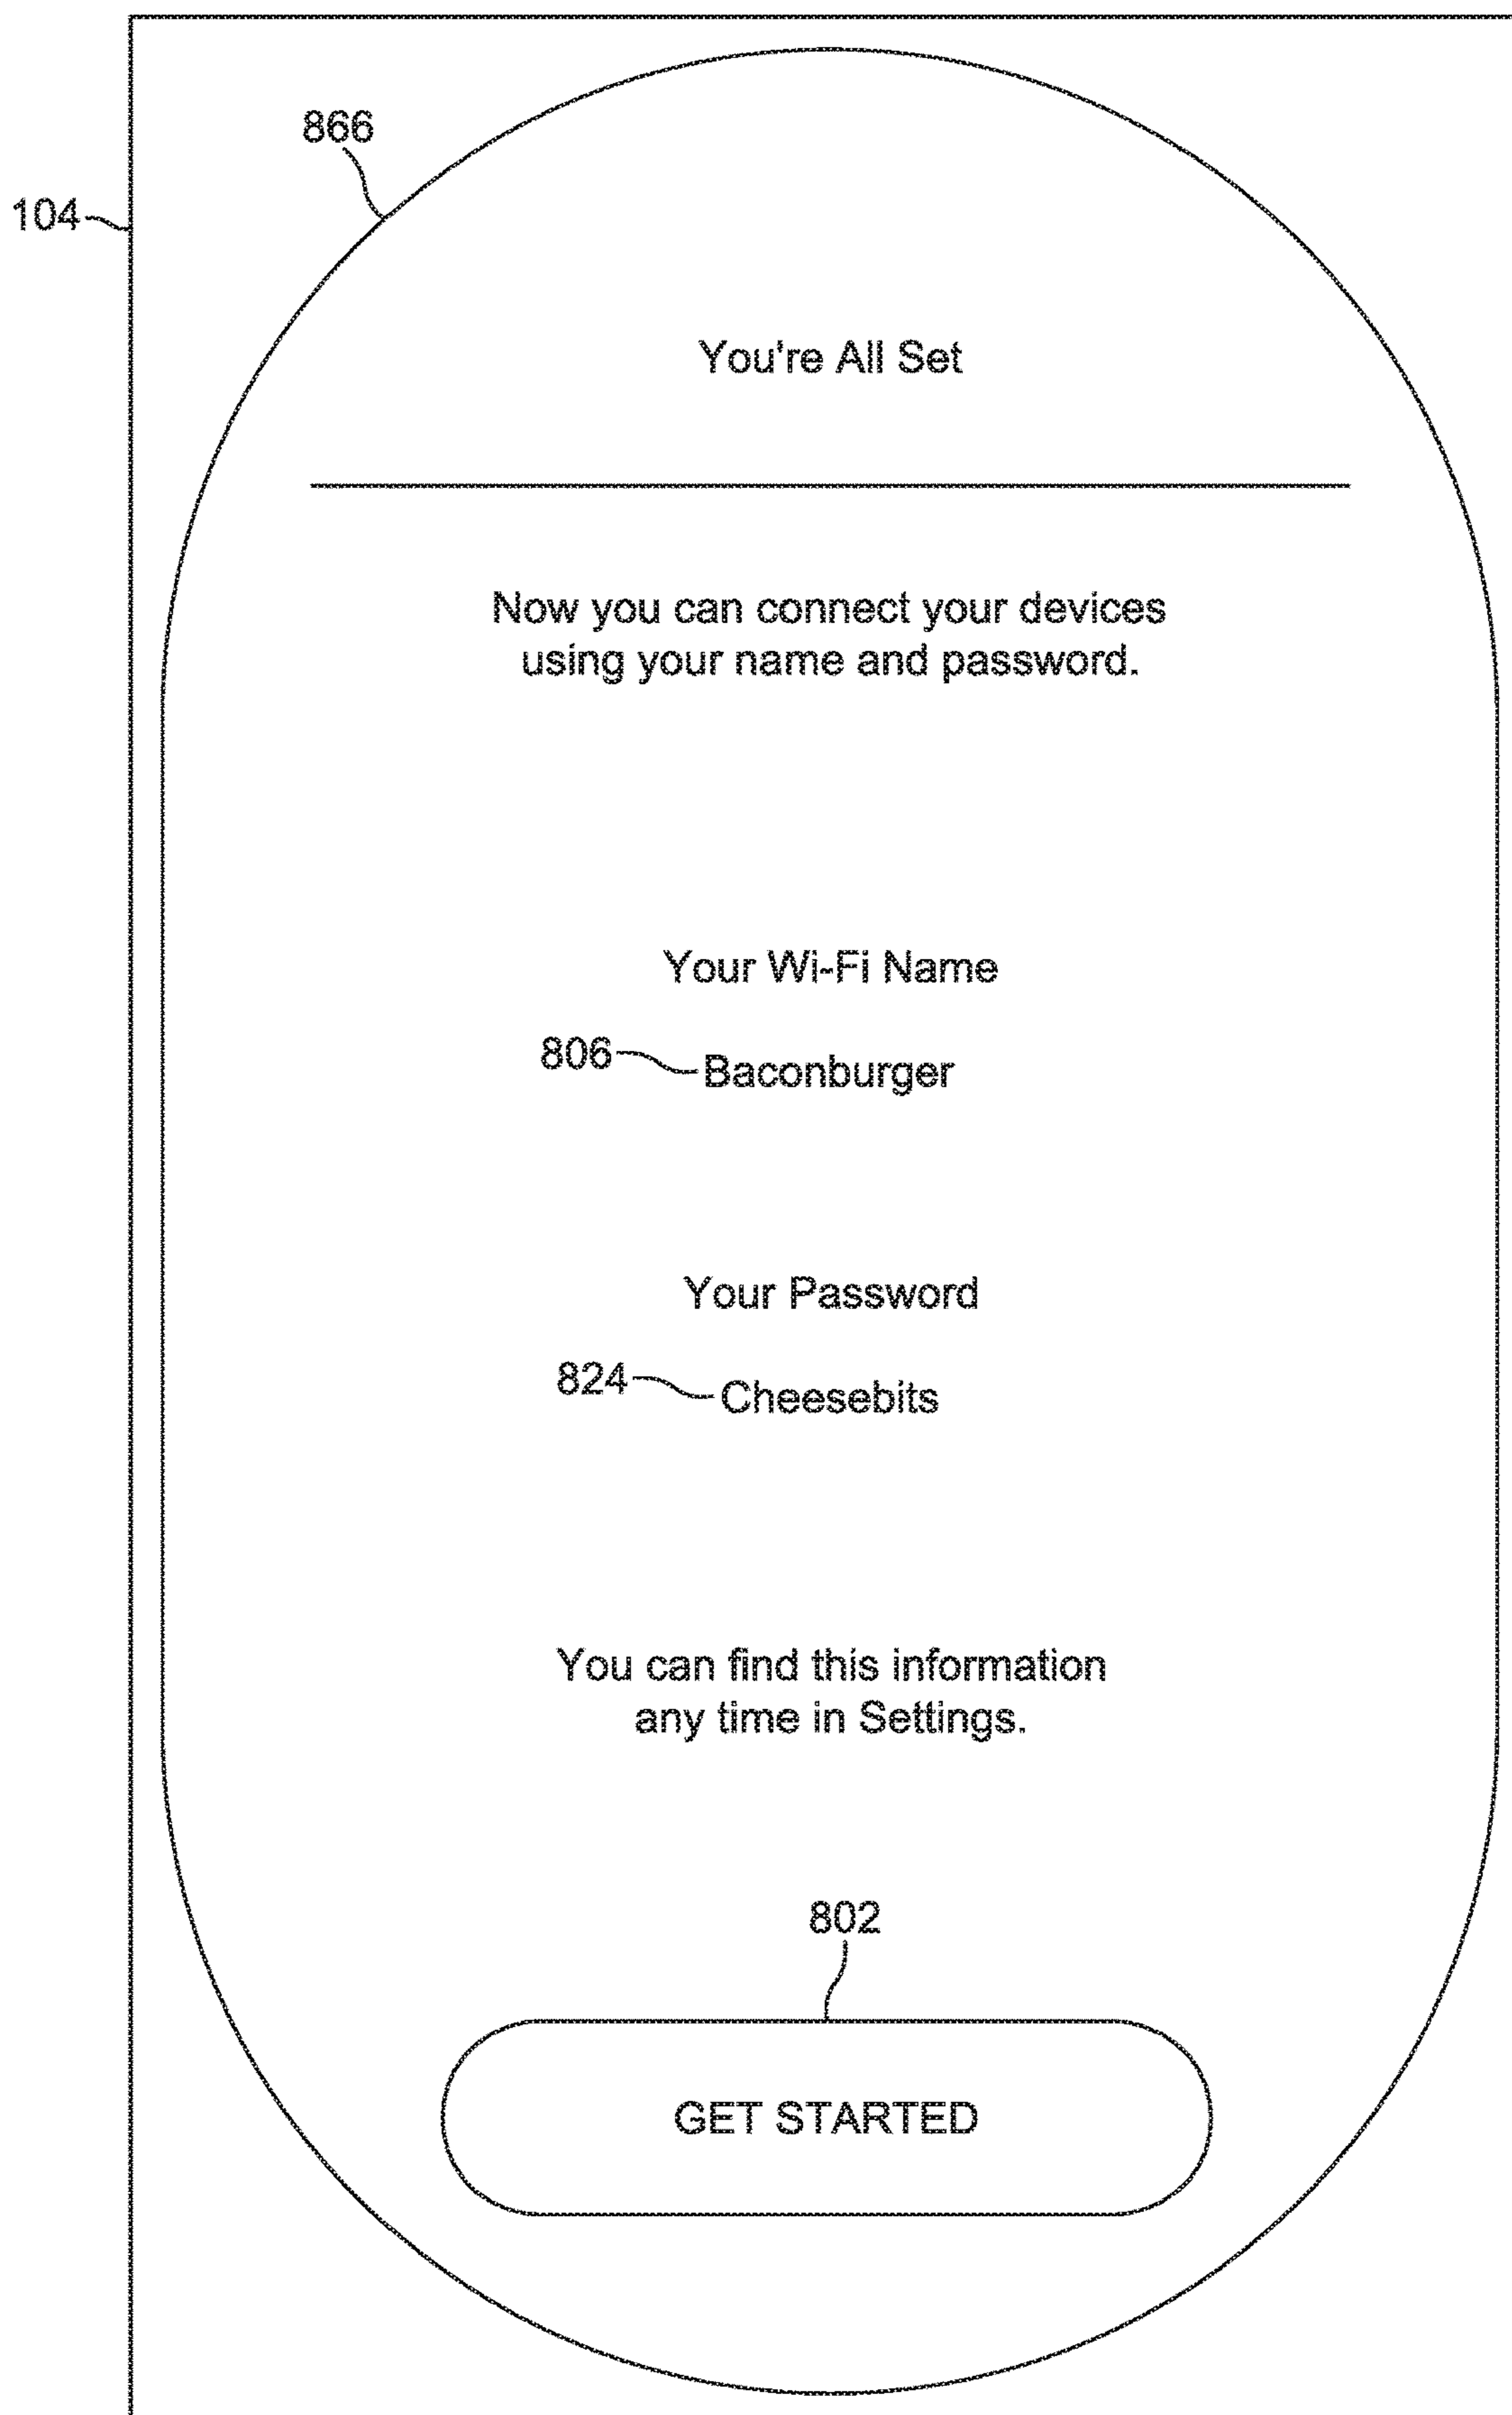 866
104
You're All Set
Now you can connect your devices
using your name and password.
Your Wi-Fi Name
806 Baconburger
Your Password
824 Cheesebits
You can find this information
any time in Settings.
802
GET STARTED